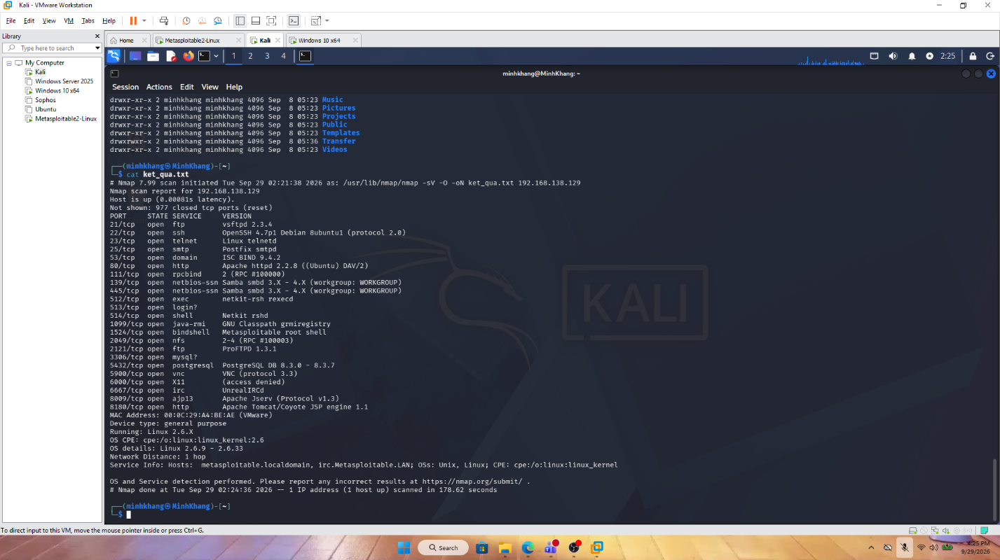 Kali - VMware Workstation
File Edit View VM Tabs Help
Library
Type here to search
My Computer
Kali
Windows Server 2025
Windows 10 x64
Sophos
Ubuntu
Metasploitable2-Linux
Home Metasploitable2-Linux Kali Windows 10 x64
1 2 3 4 2:25
minhkhang@MinhKhang: ~
Session Actions Edit View Help
drwxr-xr-x 2 minhkhang minhkhang 4096 Sep  8 05:23 Music
drwxr-xr-x 2 minhkhang minhkhang 4096 Sep  8 05:23 Pictures
drwxr-xr-x 2 minhkhang minhkhang 4096 Sep  8 05:23 Projects
drwxr-xr-x 2 minhkhang minhkhang 4096 Sep  8 05:23 Public
drwxr-xr-x 2 minhkhang minhkhang 4096 Sep  8 05:23 Templates
drwxrwxr-x 2 minhkhang minhkhang 4096 Sep  8 05:36 Transfer
drwxr-xr-x 2 minhkhang minhkhang 4096 Sep  8 05:23 Videos
┌──(minhkhang㉿MinhKhang)-[~]
└─$ cat ket_qua.txt
# Nmap 7.99 scan initiated Tue Sep 29 02:21:38 2026 as: /usr/lib/nmap/nmap -sV -O -oN ket_qua.txt 192.168.138.129
Nmap scan report for 192.168.138.129
Host is up (0.00081s latency).
Not shown: 977 closed tcp ports (reset)
PORT     STATE SERVICE     VERSION
21/tcp   open  ftp         vsftpd 2.3.4
22/tcp   open  ssh         OpenSSH 4.7p1 Debian 8ubuntu1 (protocol 2.0)
23/tcp   open  telnet      Linux telnetd
25/tcp   open  smtp        Postfix smtpd
53/tcp   open  domain      ISC BIND 9.4.2
80/tcp   open  http        Apache httpd 2.2.8 ((Ubuntu) DAV/2)
111/tcp  open  rpcbind     2 (RPC #100000)
139/tcp  open  netbios-ssn Samba smbd 3.X - 4.X (workgroup: WORKGROUP)
445/tcp  open  netbios-ssn Samba smbd 3.X - 4.X (workgroup: WORKGROUP)
512/tcp  open  exec        netkit-rsh rexecd
513/tcp  open  login?
514/tcp  open  shell       Netkit rshd
1099/tcp open  java-rmi    GNU Classpath grmiregistry
1524/tcp open  bindshell   Metasploitable root shell
2049/tcp open  nfs         2-4 (RPC #100003)
2121/tcp open  ftp         ProFTPD 1.3.1
3306/tcp open  mysql?
5432/tcp open  postgresql  PostgreSQL DB 8.3.0 - 8.3.7
5900/tcp open  vnc         VNC (protocol 3.3)
6000/tcp open  X11         (access denied)
6667/tcp open  irc         UnrealIRCd
8009/tcp open  ajp13       Apache Jserv (Protocol v1.3)
8180/tcp open  http        Apache Tomcat/Coyote JSP engine 1.1
MAC Address: 00:0C:29:A4:BE:AE (VMware)
Device type: general purpose
Running: Linux 2.6.X
OS CPE: cpe:/o:linux:linux_kernel:2.6
OS details: Linux 2.6.9 - 2.6.33
Network Distance: 1 hop
Service Info: Hosts:  metasploitable.localdomain, irc.Metasploitable.LAN; OSs: Unix, Linux; CPE: cpe:/o:linux:linux_kernel
OS and Service detection performed. Please report any incorrect results at https://nmap.org/submit/ .
# Nmap done at Tue Sep 29 02:24:36 2026 -- 1 IP address (1 host up) scanned in 178.62 seconds
┌──(minhkhang㉿MinhKhang)-[~]
└─$
KALI
To direct input to this VM, move the mouse pointer inside or press Ctrl+G.
Search
4:25 PM
9/29/2026